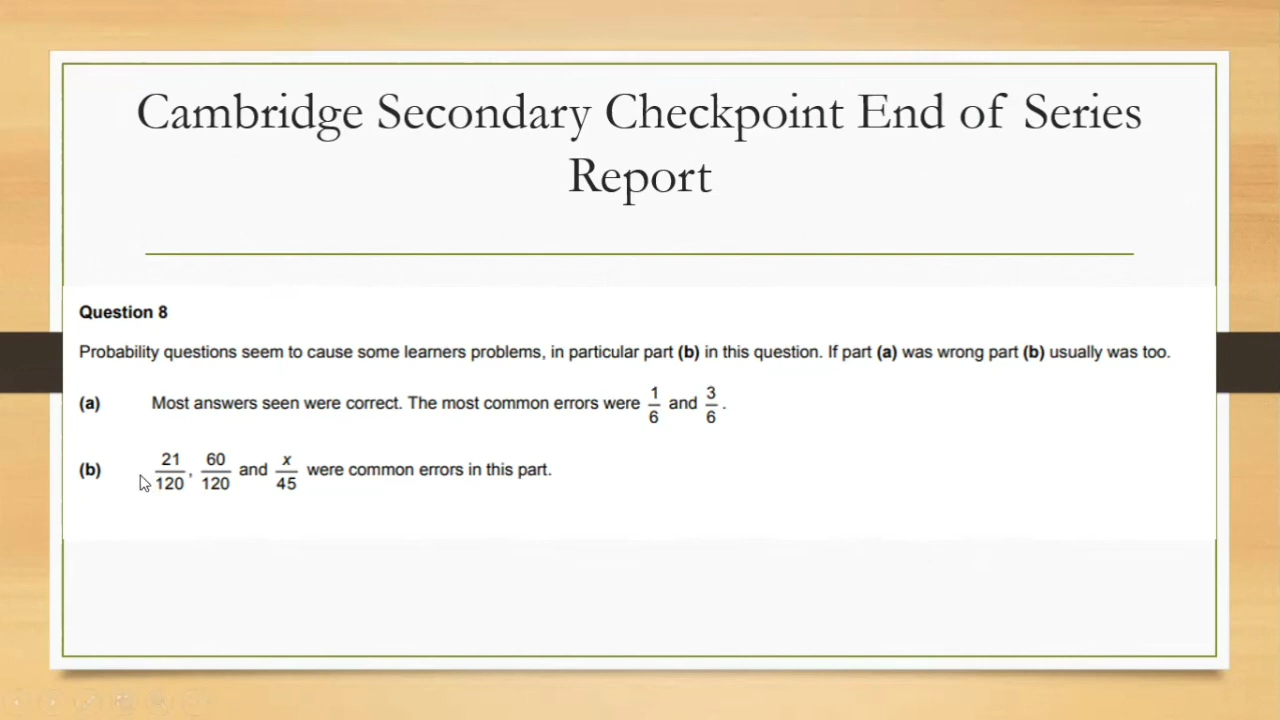 Cambridge Secondary Checkpoint End of Series
Report
Question 8
Probability questions seem to cause some learners problems, in particular part (b) in this question. If part (a) was wrong part (b) usually was too.
(a) Most answers seen were correct. The most common errors were 1/6 and 3/6 .
(b) 21/120 , 60/120 and x/45 were common errors in this part.